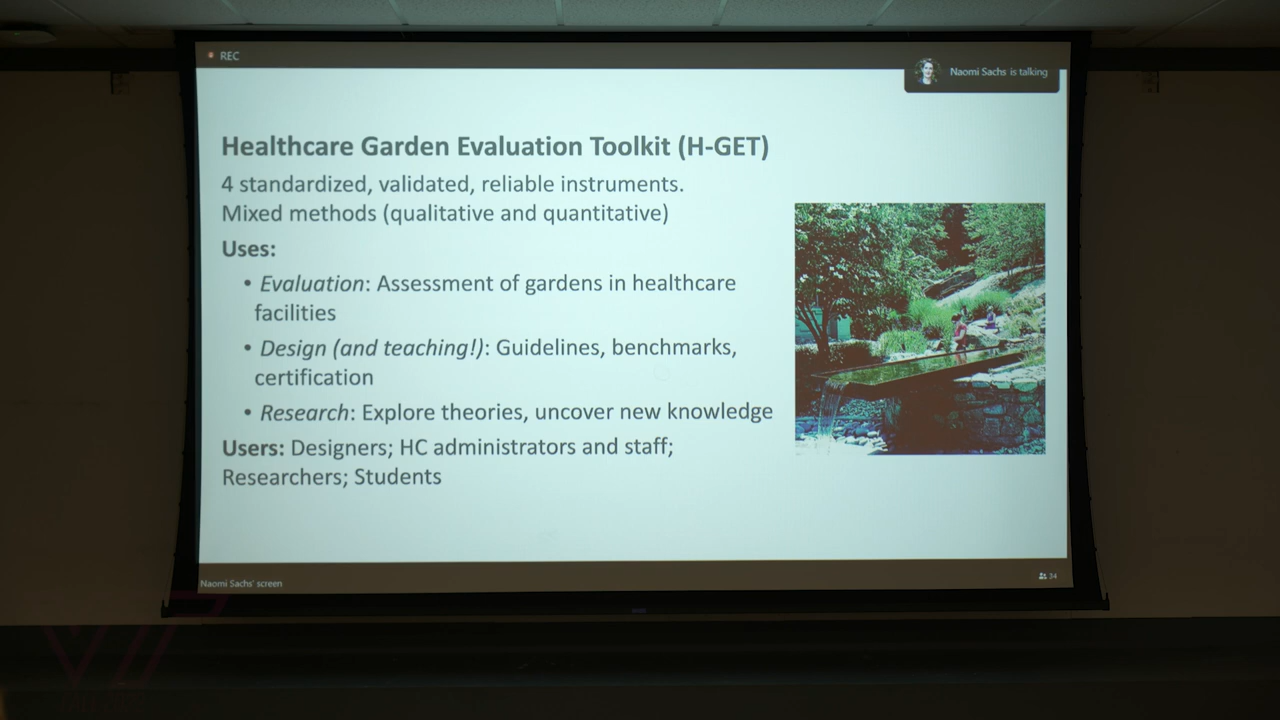 REC
Naomi Sachs is talking
Healthcare Garden Evaluation Toolkit (H-GET)
4 standardized, validated, reliable instruments.
Mixed methods (qualitative and quantitative)
Uses:
• Evaluation: Assessment of gardens in healthcare
facilities
• Design (and teaching!): Guidelines, benchmarks,
certification
• Research: Explore theories, uncover new knowledge
Users: Designers; HC administrators and staff;
Researchers; Students
Naomi Sachs' screen
34